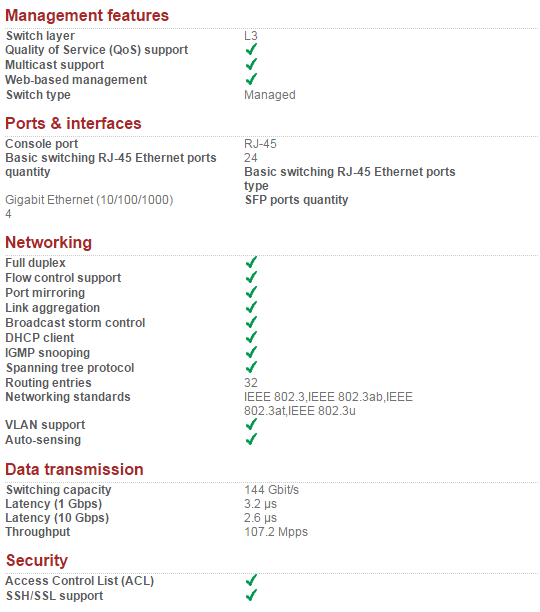 Management features
Switch layer L3
Quality of Service (QoS) support
Multicast support
Web-based management
Switch type Managed
Ports & interfaces
Console port RJ-45
Basic switching RJ-45 Ethernet ports 24
quantity Basic switching RJ-45 Ethernet ports
type
Gigabit Ethernet (10/100/1000) SFP ports quantity
4
Networking
Full duplex
Flow control support
Port mirroring
Link aggregation
Broadcast storm control
DHCP client
IGMP snooping
Spanning tree protocol
Routing entries 32
Networking standards IEEE 802.3,IEEE 802.3ab,IEEE
802.3at,IEEE 802.3u
VLAN support
Auto-sensing
Data transmission
Switching capacity 144 Gbit/s
Latency (1 Gbps) 3.2 µs
Latency (10 Gbps) 2.6 µs
Throughput 107.2 Mpps
Security
Access Control List (ACL)
SSH/SSL support